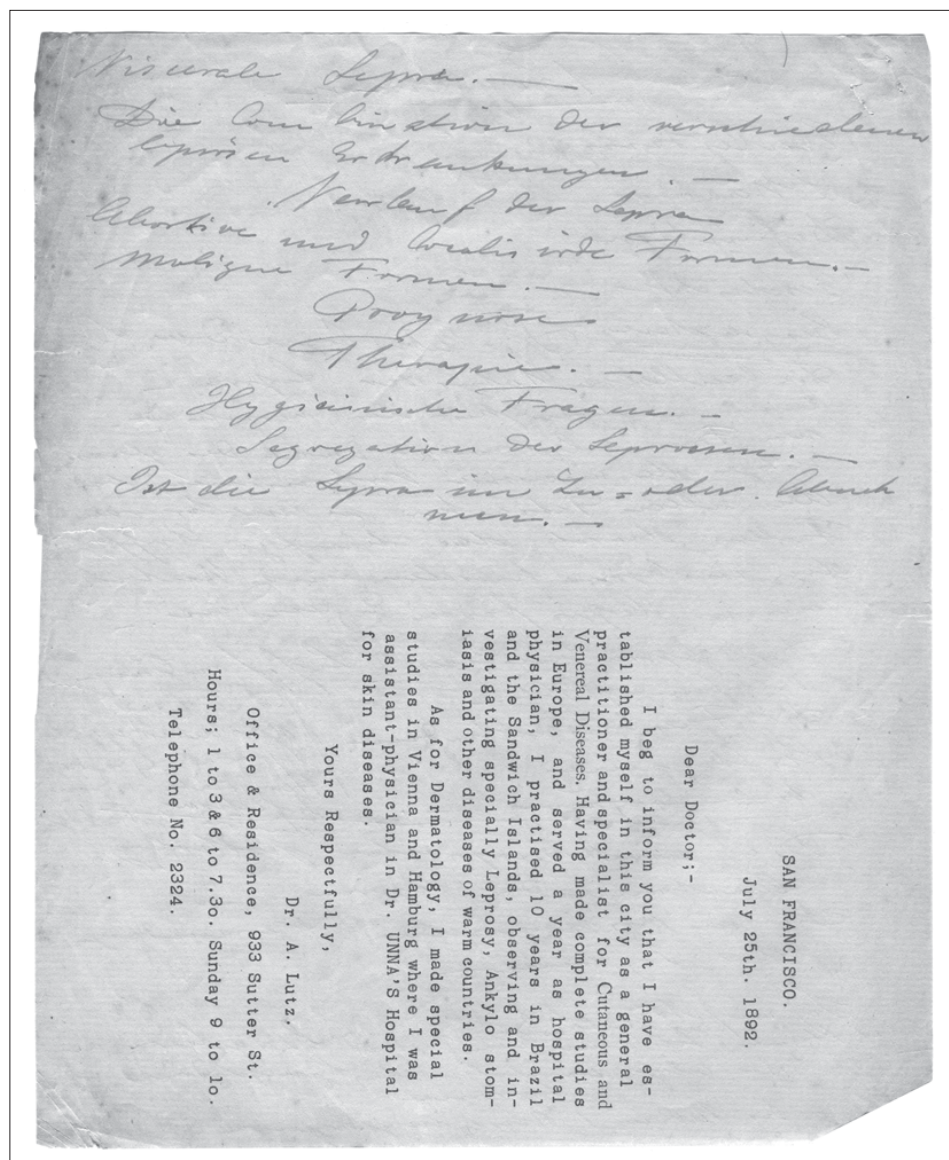 Viscerale Lepra. —
Die Combination der verschiedenen
leprösen Erkrankungen. —
Verlauf der Lepra
Abortive und localisirte Formen. —
Maligne Formen. —
Prognose
Therapie. —
Hygieinische Fragen. —
Segregation der Leprösen. —
Ist die Lepra im Zu= oder Abneh
men. —
SAN FRANCISCO.
July 25th. 1892.
Dear Doctor;-
I beg to inform you that I have es-
tablished myself in this city as a general
practitioner and specialist for Cutaneous and
Venereal Diseases. Having made complete studies
in Europe, and served a year as hospital
physician, I practised 10 years in Brazil
and the Sandwich Islands, observing and in-
vestigating specially Leprosy, Ankylo stom-
iasis and other diseases of warm countries.
As for Dermatology, I made special
studies in Vienna and Hamburg where I was
assistant-physician in Dr. UNNA'S Hospital
for skin diseases.
Yours Respectfully,
Dr. A. Lutz,
Office & Residence, 933 Sutter St.
Hours; 1 to 3 & 6 to 7.3o. Sunday 9 to lo.
Telephone No. 2324.